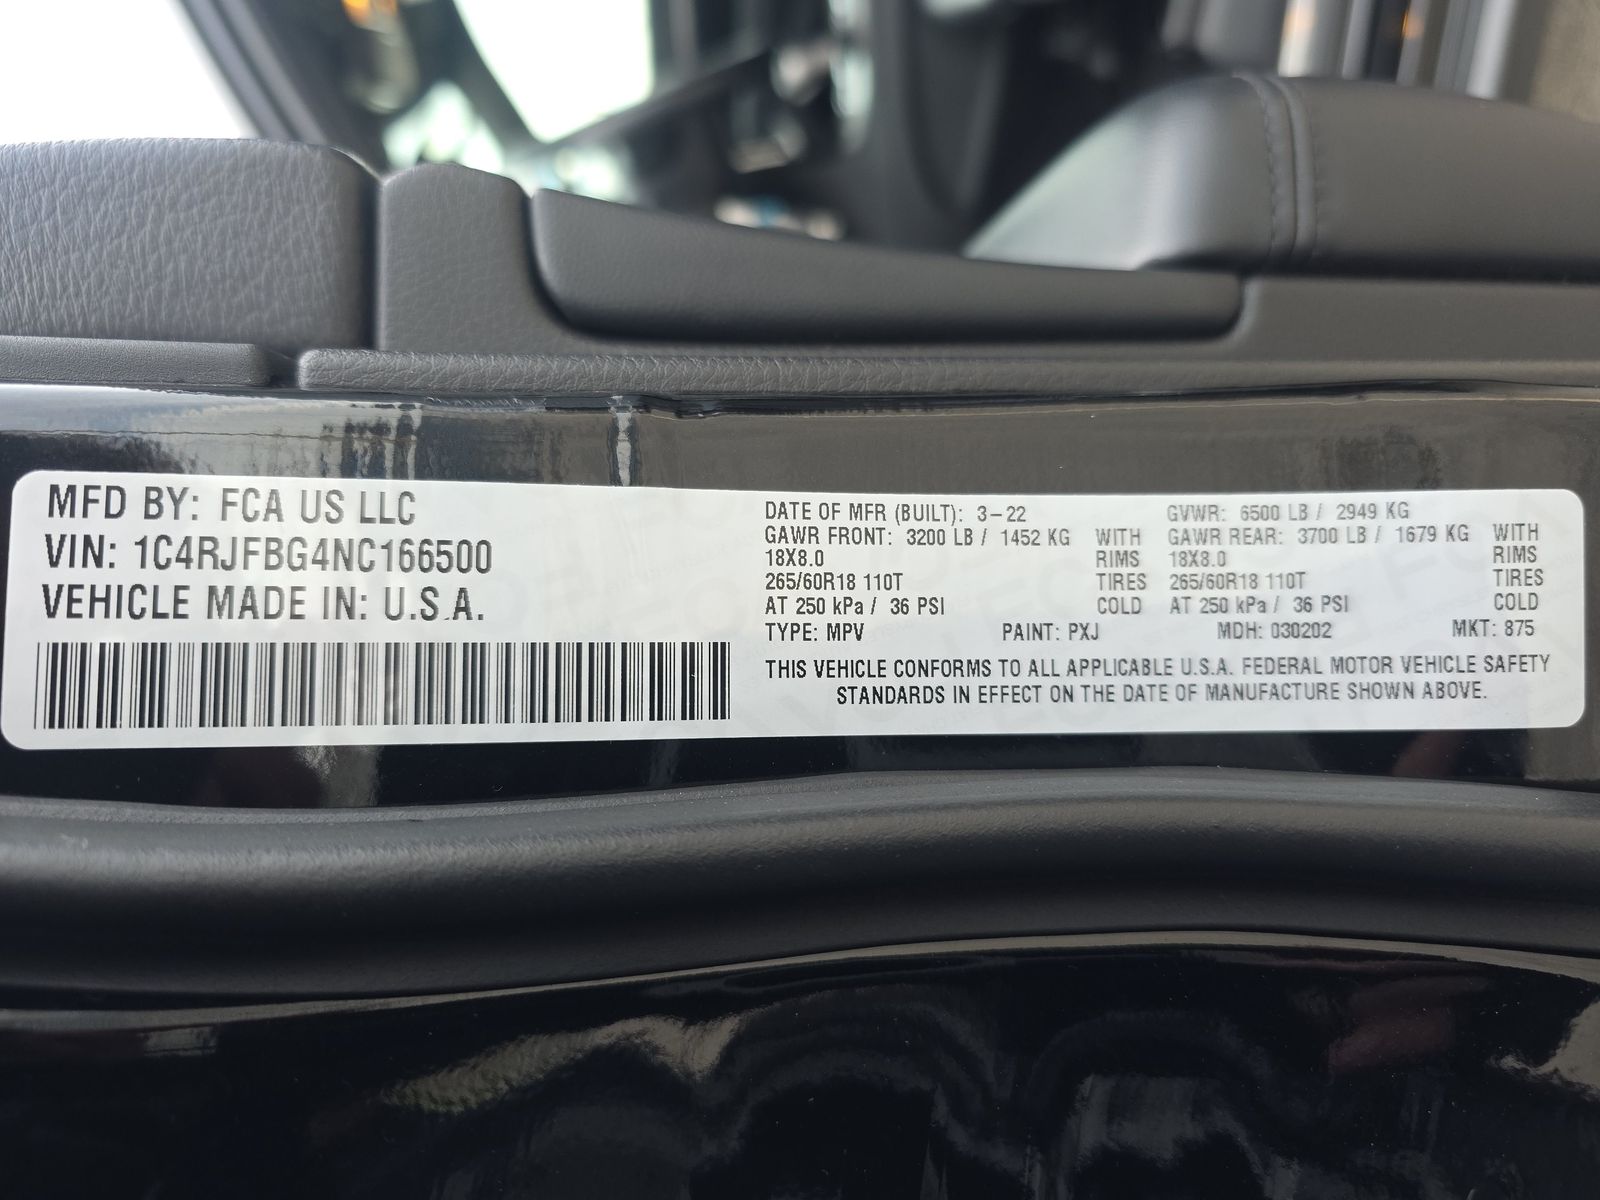 MFD BY: FCA US LLC
VIN: 1C4RJFBG4NC166500
VEHICLE MADE IN: U.S.A.
DATE OF MFR (BUILT): 3-22 GVWR: 6500 LB / 2949 KG
GAWR FRONT: 3200 LB / 1452 KG WITH GAWR REAR: 3700 LB / 1679 KG WITH
18X8.0 RIMS 18X8.0 RIMS
265/60R18 110T TIRES 265/60R18 110T TIRES
AT 250 kPa / 36 PSI COLD AT 250 kPa / 36 PSI COLD
TYPE: MPV PAINT: PXJ MDH: 030202 MKT: 875
THIS VEHICLE CONFORMS TO ALL APPLICABLE U.S.A. FEDERAL MOTOR VEHICLE SAFETY
STANDARDS IN EFFECT ON THE DATE OF MANUFACTURE SHOWN ABOVE.